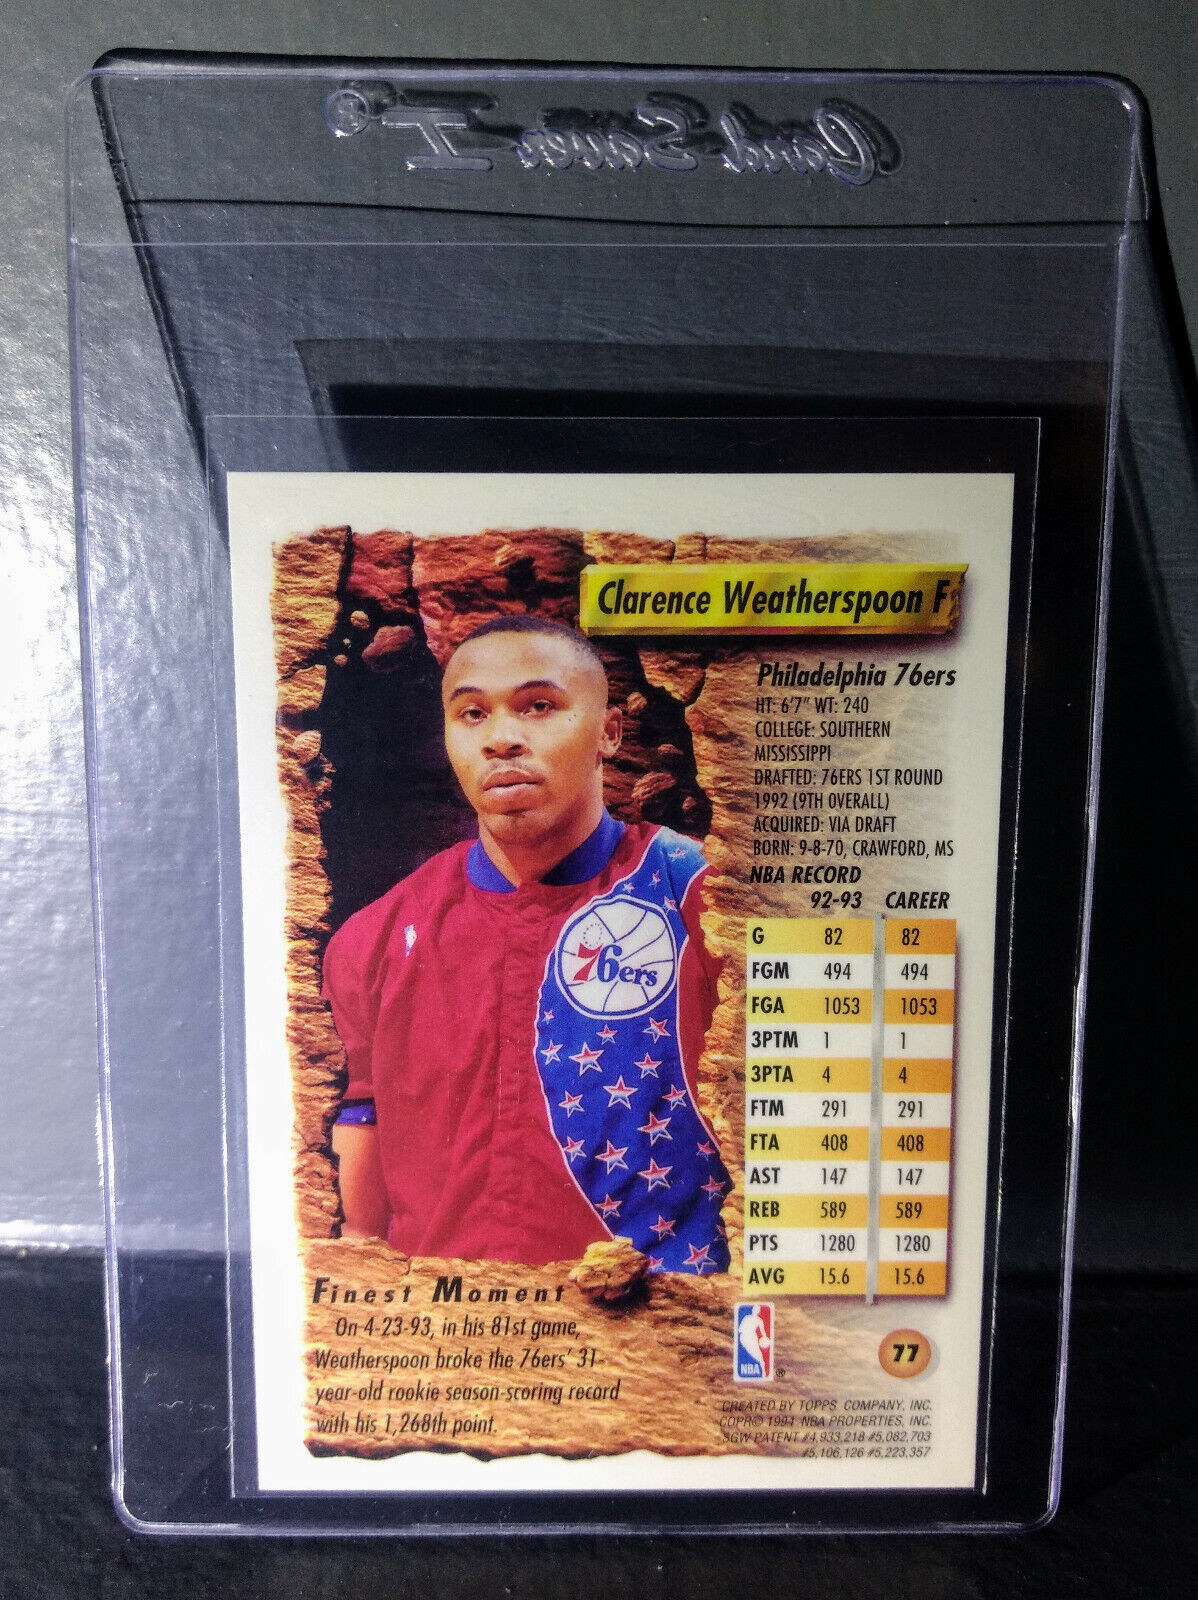 Card Saver I®
Clarence Weatherspoon F
Philadelphia 76ers
HT: 6'7" WT: 240
COLLEGE: SOUTHERN
MISSISSIPPI
DRAFTED: 76ERS 1ST ROUND
1992 (9TH OVERALL)
ACQUIRED: VIA DRAFT
BORN: 9-8-70, CRAWFORD, MS
NBA RECORD
92-93 CAREER
G 82 82
FGM 494 494
FGA 1053 1053
3PTM 1 1
3PTA 4 4
FTM 291 291
FTA 408 408
AST 147 147
REB 589 589
PTS 1280 1280
AVG 15.6 15.6
76ers
Finest Moment
On 4-23-93, in his 81st game,
Weatherspoon broke the 76ers' 31-
year-old rookie season-scoring record
with his 1,268th point.
NBA ®
77
CREATED BY TOPPS COMPANY, INC.
COPR© 1994 NBA PROPERTIES, INC.
SGW PATENT #4,933,218 #5,082,703
#5,106,126 #5,223,357